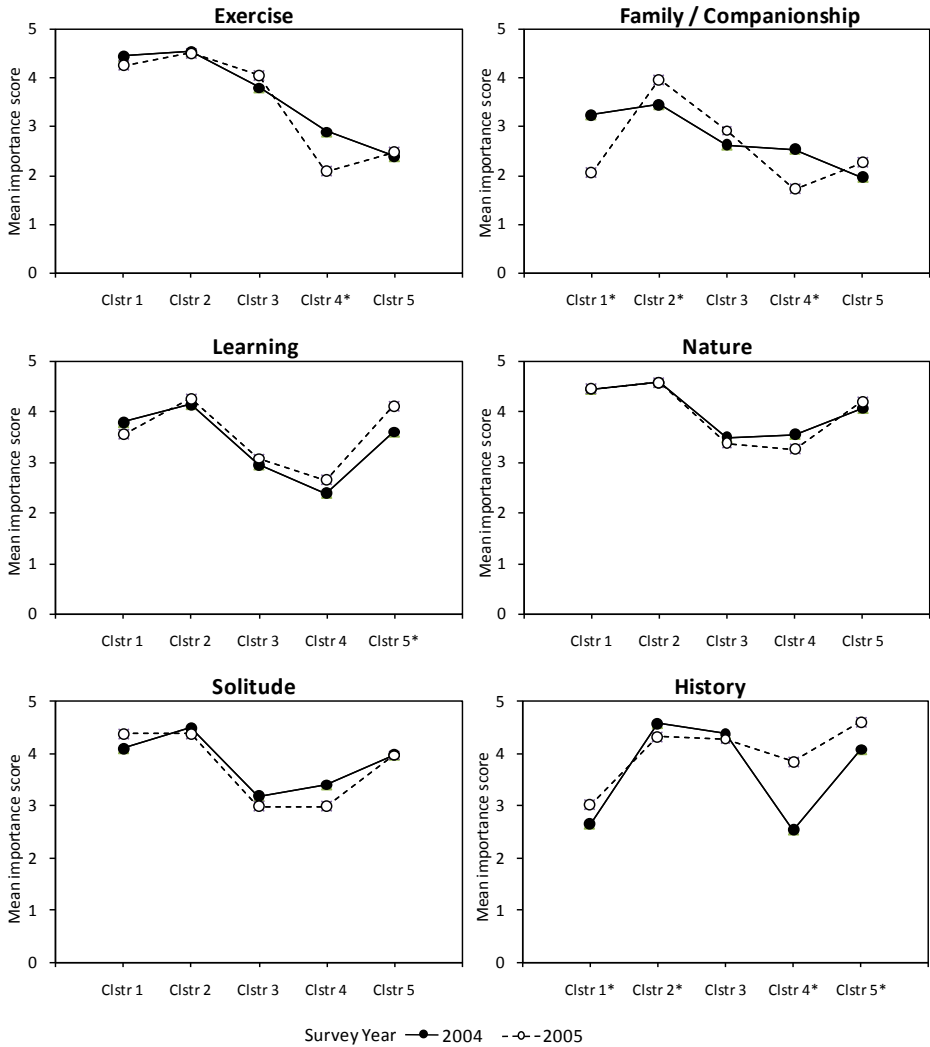 Exercise
Mean importance score
5
4
3
2
1
0
Clstr 1 Clstr 2 Clstr 3 Clstr 4* Clstr 5
Family / Companionship
Mean importance score
5
4
3
2
1
0
Clstr 1* Clstr 2* Clstr 3 Clstr 4* Clstr 5
Learning
Mean importance score
5
4
3
2
1
0
Clstr 1 Clstr 2 Clstr 3 Clstr 4 Clstr 5*
Nature
Mean importance score
5
4
3
2
1
0
Clstr 1 Clstr 2 Clstr 3 Clstr 4 Clstr 5
Solitude
Mean importance score
5
4
3
2
1
0
Clstr 1 Clstr 2 Clstr 3 Clstr 4 Clstr 5
History
Mean importance score
5
4
3
2
1
0
Clstr 1* Clstr 2* Clstr 3 Clstr 4* Clstr 5*
Survey Year 2004 2005